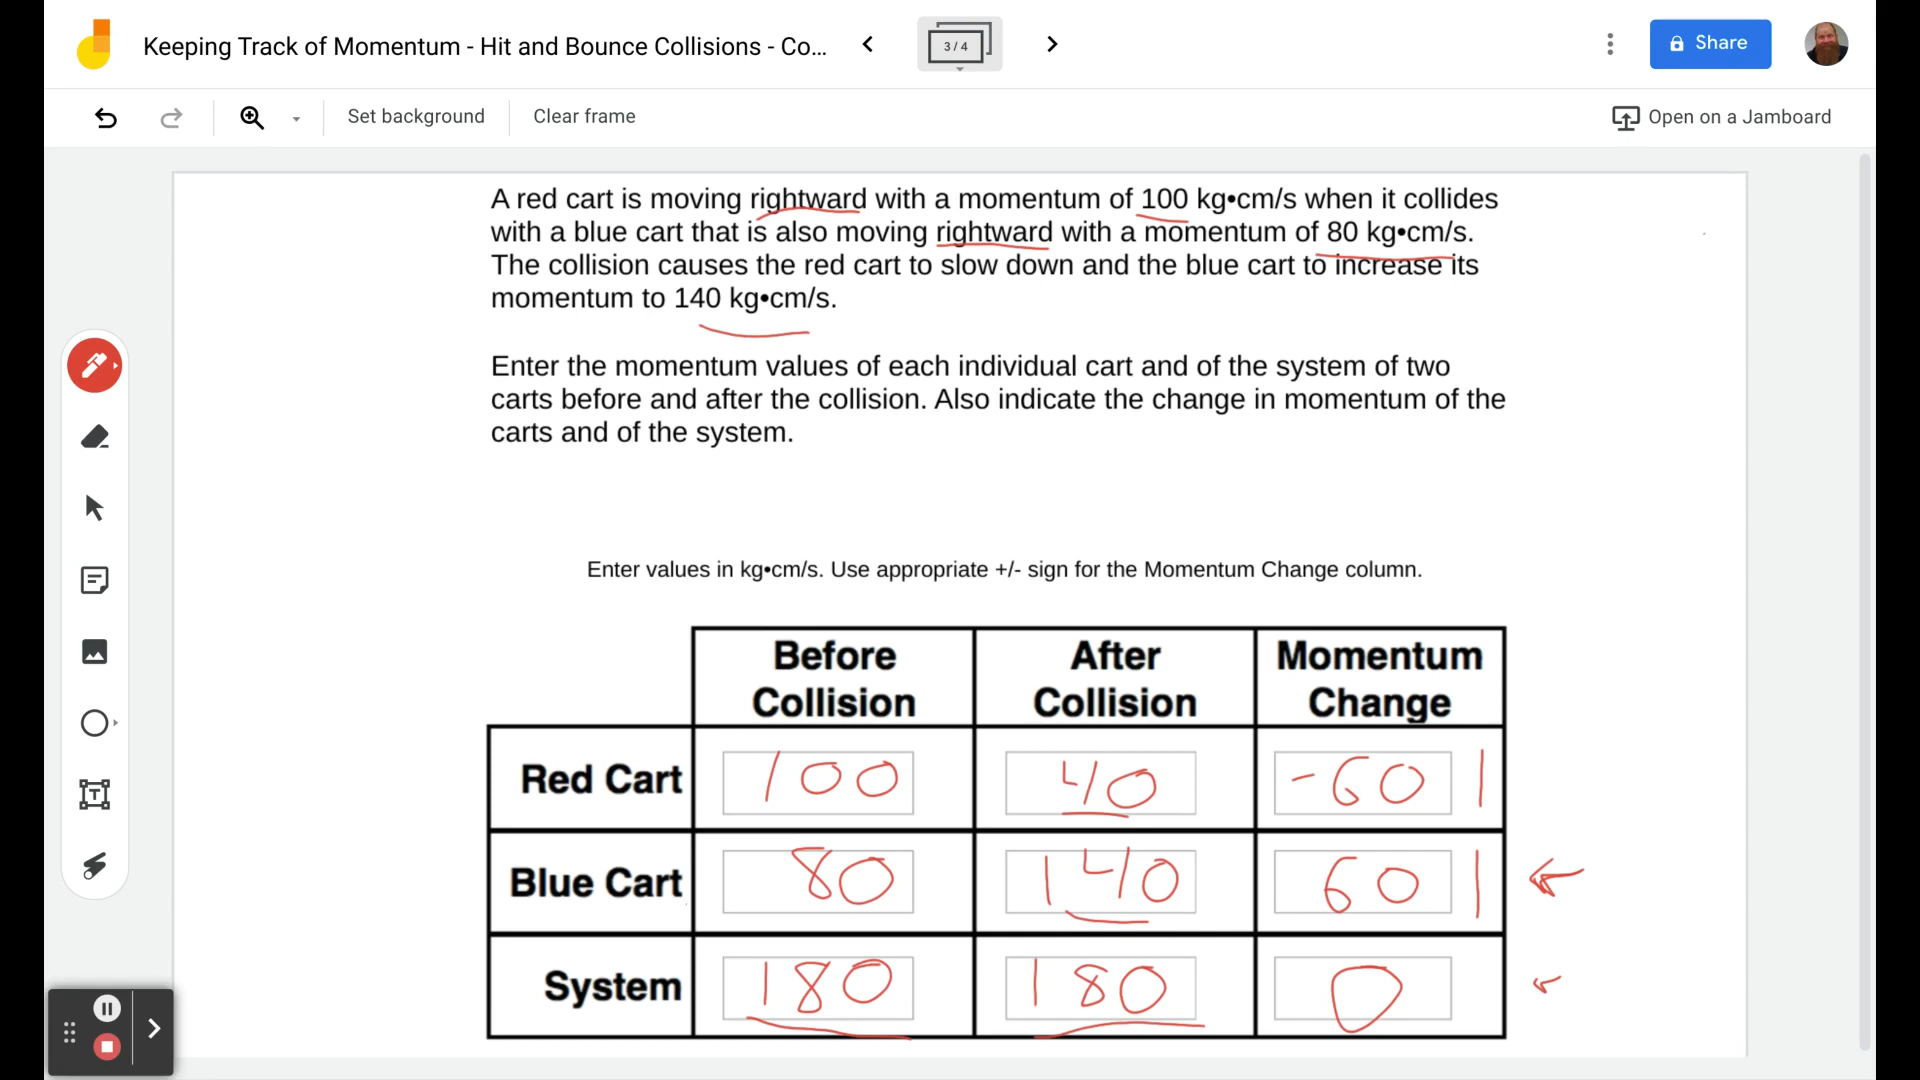 Keeping Track of Momentum - Hit and Bounce Collisions - Co...
3 / 4
Share
Set background
Clear frame
Open on a Jamboard
A red cart is moving rightward with a momentum of 100 kg•cm/s when it collides
with a blue cart that is also moving rightward with a momentum of 80 kg•cm/s.
The collision causes the red cart to slow down and the blue cart to increase its
momentum to 140 kg•cm/s.
Enter the momentum values of each individual cart and of the system of two
carts before and after the collision. Also indicate the change in momentum of the
carts and of the system.
Enter values in kg•cm/s. Use appropriate +/- sign for the Momentum Change column.
Before Collision After Collision Momentum Change
Red Cart 100 40 -60
Blue Cart 80 140 60
System 180 180 0